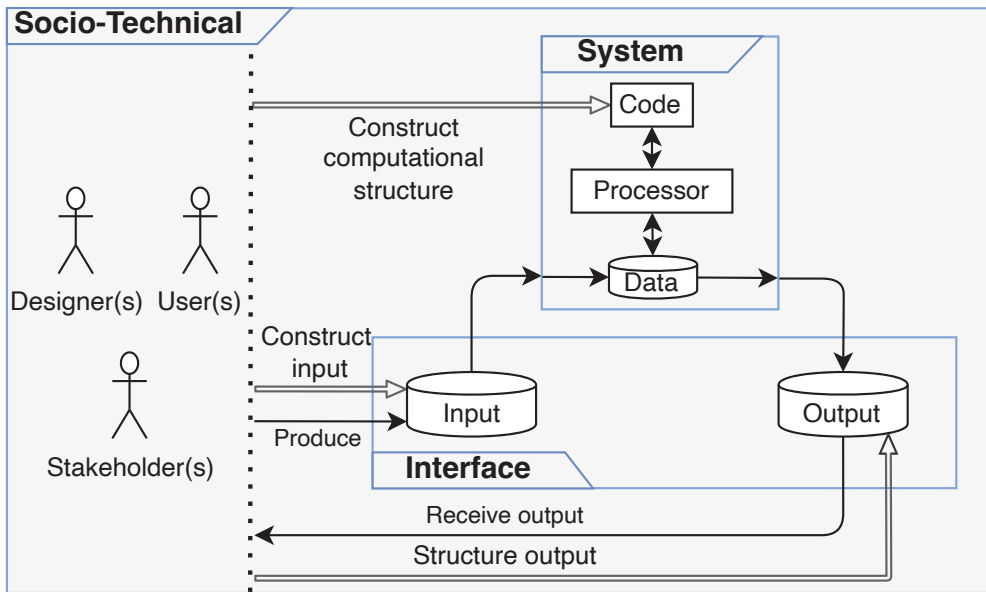 Socio-Technical
System
Code
Construct
computational
structure
Processor
Designer(s)
User(s)
Data
Construct
input
Input
Output
Produce
Stakeholder(s)
Interface
Receive output
Structure output